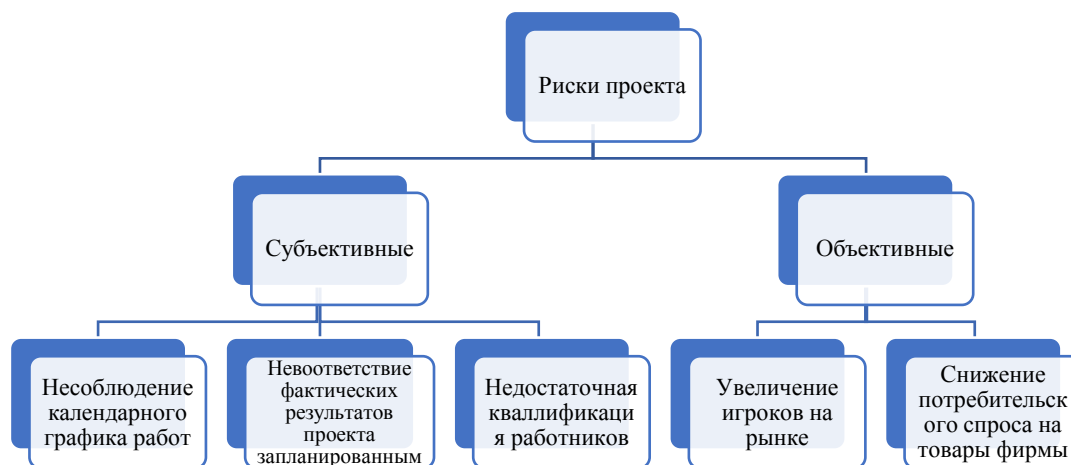 Риски проекта
Субъективные
Объективные
Несоблюдение
календарного
графика работ
Невоответствие
фактических
результатов
проекта
запланированным
Недостаточная
кваллификаци
я работников
Увеличение
игроков на
рынке
Снижение
потребительск
ого спроса на
товары фирмы